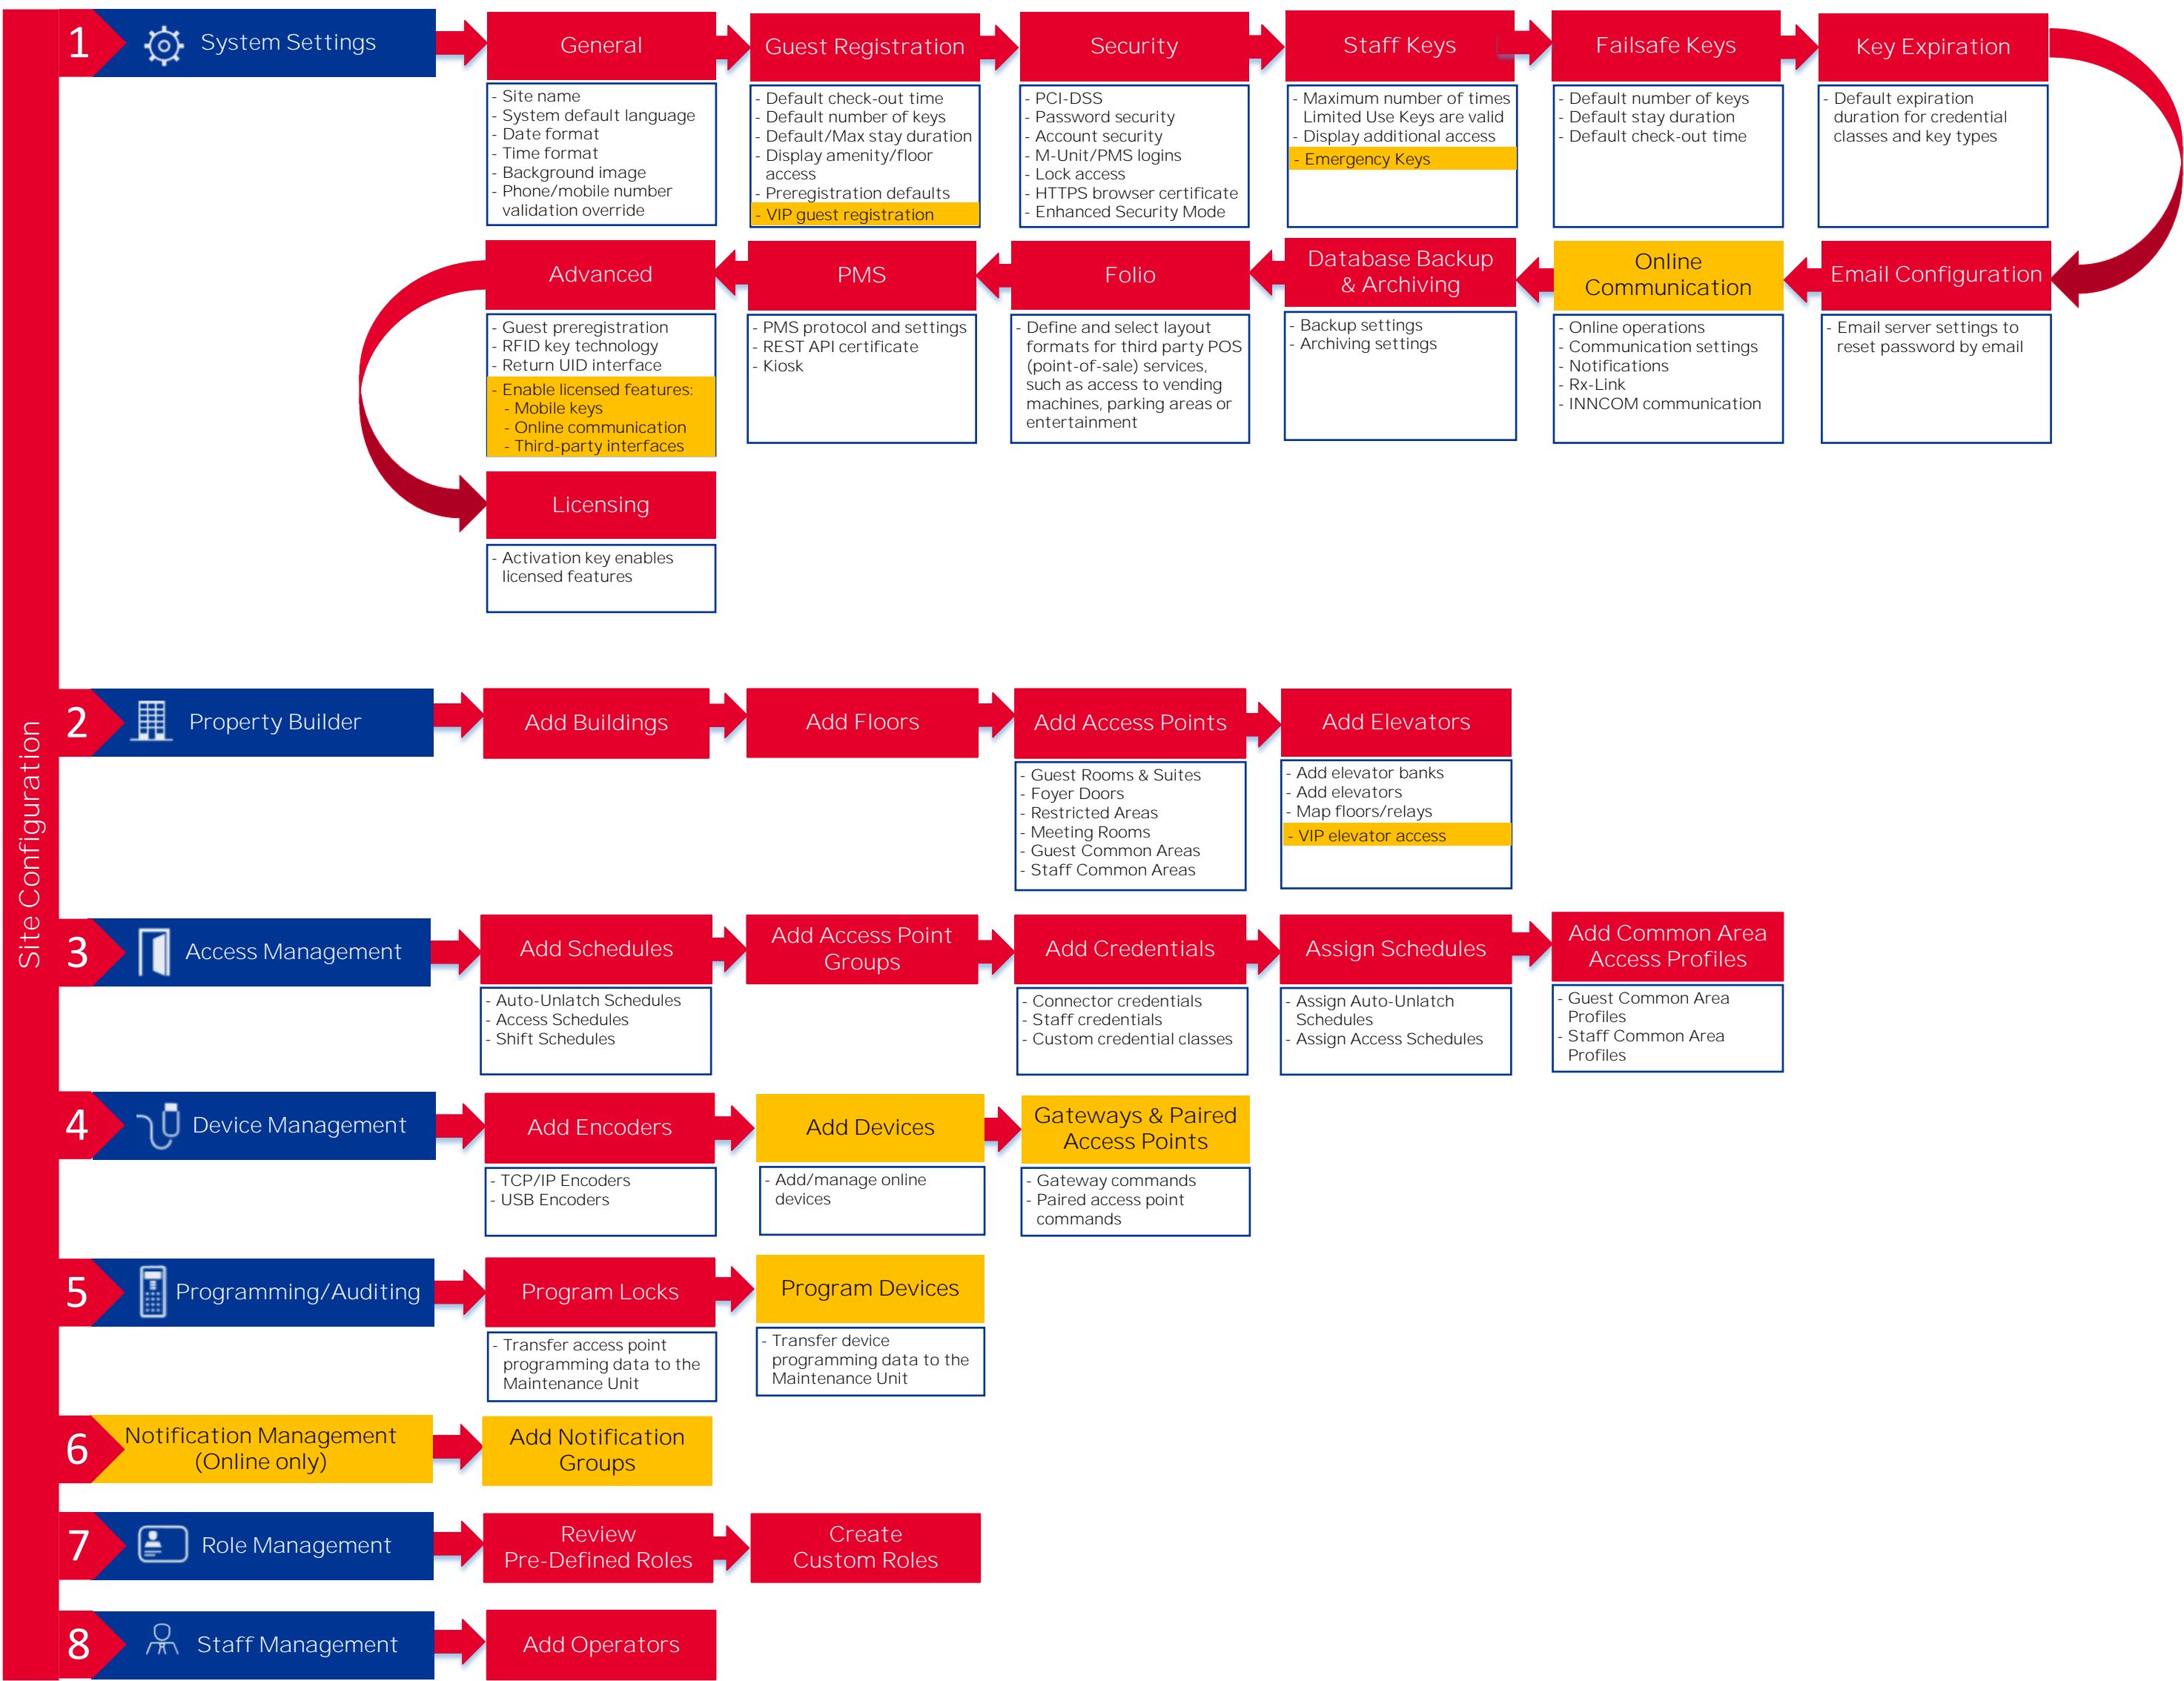 Site Configuration
1
System Settings
General
- Site name
- System default language
- Date format
- Time format
- Background image
- Phone/mobile number
validation override
Guest Registration
- Default check-out time
- Default number of keys
- Default/Max stay duration
- Display amenity/floor
access
- Preregistration defaults
- VIP guest registration
Security
- PCI-DSS
- Password security
- Account security
- M-Unit/PMS logins
- Lock access
- HTTPS browser certificate
- Enhanced Security Mode
Staff Keys
- Maximum number of times
Limited Use Keys are valid
- Display additional access
- Emergency Keys
Failsafe Keys
- Default number of keys
- Default stay duration
- Default check-out time
Key Expiration
- Default expiration
duration for credential
classes and key types
Email Configuration
- Email server settings to
reset password by email
Online
Communication
- Online operations
- Communication settings
- Notifications
- Rx-Link
- INNCOM communication
Database Backup
& Archiving
- Backup settings
- Archiving settings
Folio
- Define and select layout
formats for third party POS
(point-of-sale) services,
such as access to vending
machines, parking areas or
entertainment
PMS
- PMS protocol and settings
- REST API certificate
- Kiosk
Advanced
- Guest preregistration
- RFID key technology
- Return UID interface
- Enable licensed features:
- Mobile keys
- Online communication
- Third-party interfaces
Licensing
- Activation key enables
licensed features
2
Property Builder
Add Buildings
Add Floors
Add Access Points
- Guest Rooms & Suites
- Foyer Doors
- Restricted Areas
- Meeting Rooms
- Guest Common Areas
- Staff Common Areas
Add Elevators
- Add elevator banks
- Add elevators
- Map floors/relays
- VIP elevator access
3
Access Management
Add Schedules
- Auto-Unlatch Schedules
- Access Schedules
- Shift Schedules
Add Access Point
Groups
Add Credentials
- Connector credentials
- Staff credentials
- Custom credential classes
Assign Schedules
- Assign Auto-Unlatch
Schedules
- Assign Access Schedules
Add Common Area
Access Profiles
- Guest Common Area
Profiles
- Staff Common Area
Profiles
4
Device Management
Add Encoders
- TCP/IP Encoders
- USB Encoders
Add Devices
- Add/manage online
devices
Gateways & Paired
Access Points
- Gateway commands
- Paired access point
commands
5
Programming/Auditing
Program Locks
- Transfer access point
programming data to the
Maintenance Unit
Program Devices
- Transfer device
programming data to the
Maintenance Unit
6
Notification Management
(Online only)
Add Notification
Groups
7
Role Management
Review
Pre-Defined Roles
Create
Custom Roles
8
Staff Management
Add Operators